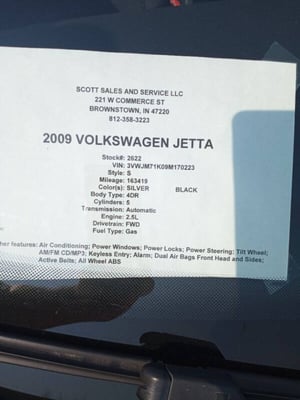 SCOTT SALES AND SERVICE LLC
221 W COMMERCE ST
BROWNSTOWN, IN 47220
812-358-3223
2009 VOLKSWAGEN JETTA
Stock#: 2622
VIN: 3VWJM71K09M170223
Style: S
Mileage: 163419
Color(s): SILVER BLACK
Body Type: 4DR
Cylinders: 5
Transmission: Automatic
Engine: 2.5L
Drivetrain: FWD
Fuel Type: Gas
her features: Air Conditioning; Power Windows; Power Locks; Power Steering; Tilt Wheel;
AM/FM CD/MP3; Keyless Entry; Alarm; Dual Air Bags Front Head and Sides;
Active Belts; All Wheel ABS